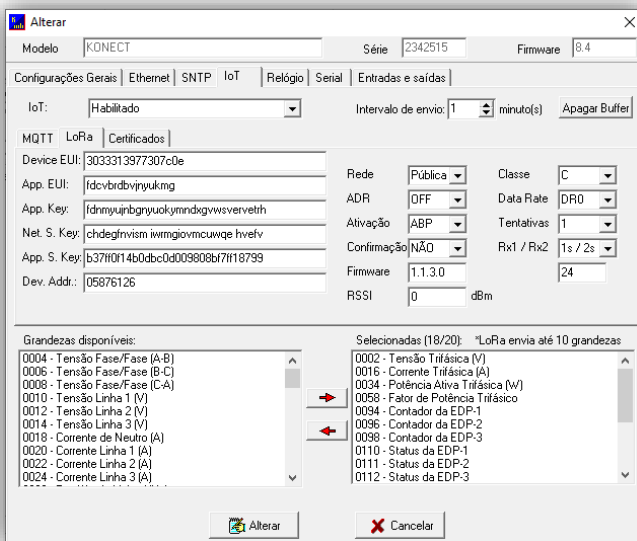 Alterar
Modelo KONECT Série 2342515 Firmware 8.4
Configurações Gerais Ethernet SNTP IoT Relógio Serial Entradas e saídas
IoT: Habilitado Intervalo de envio: 1 minuto(s) Apagar Buffer
MQTT LoRa Certificados
Device EUI: 3033313977307c0e
App. EUI: fdcvbrdbvjnyukmg
App. Key: fdnmyujnbgnyuokymndxgvwsvervetrh
Net. S. Key: chdegfnvism iwrmgiovmcuwqe hvefv
App. S. Key: b37ff0f14b0dbc0d009808bf7ff18799
Dev. Addr.: 05876126
Rede Pública Classe C
ADR OFF Data Rate DR0
Ativação ABP Tentativas 1
Confirmação NÃO Rx1 / Rx2 1s / 2s
Firmware 1.1.3.0 24
RSSI 0 dBm
Grandezas disponíveis:
0004 - Tensão Fase/Fase (A-B)
0006 - Tensão Fase/Fase (B-C)
0008 - Tensão Fase/Fase (C-A)
0010 - Tensão Linha 1 (V)
0012 - Tensão Linha 2 (V)
0014 - Tensão Linha 3 (V)
0018 - Corrente de Neutro (A)
0020 - Corrente Linha 1 (A)
0022 - Corrente Linha 2 (A)
0024 - Corrente Linha 3 (A)
Selecionadas (18/20): *LoRa envia até 10 grandezas
0002 - Tensão Trifásica (V)
0016 - Corrente Trifásica (A)
0034 - Potência Ativa Trifásica (W)
0058 - Fator de Potência Trifásico
0094 - Contador da EDP-1
0096 - Contador da EDP-2
0098 - Contador da EDP-3
0110 - Status da EDP-1
0111 - Status da EDP-2
0112 - Status da EDP-3
Alterar Cancelar